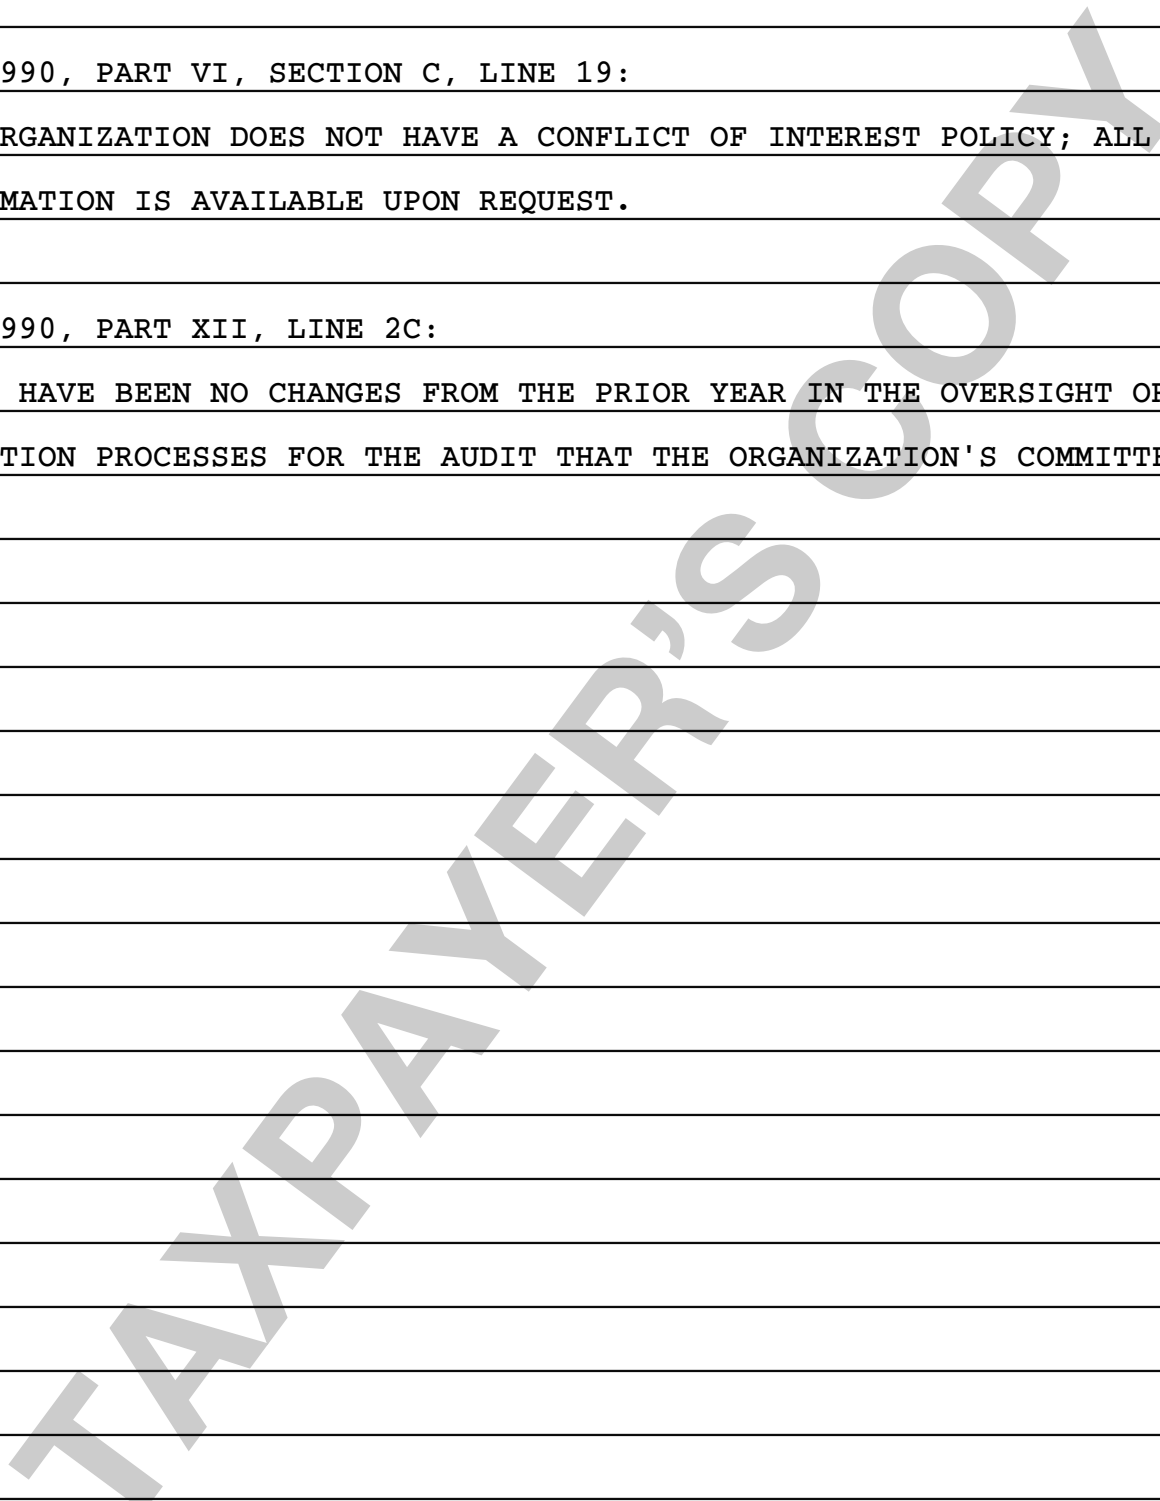 990, PART VI, SECTION C, LINE 19:
RGANIZATION DOES NOT HAVE A CONFLICT OF INTEREST POLICY; ALL
MATION IS AVAILABLE UPON REQUEST.
990, PART XII, LINE 2C:
HAVE BEEN NO CHANGES FROM THE PRIOR YEAR IN THE OVERSIGHT OR
TION PROCESSES FOR THE AUDIT THAT THE ORGANIZATION'S COMMITTE
TAXPAYER’S COPY